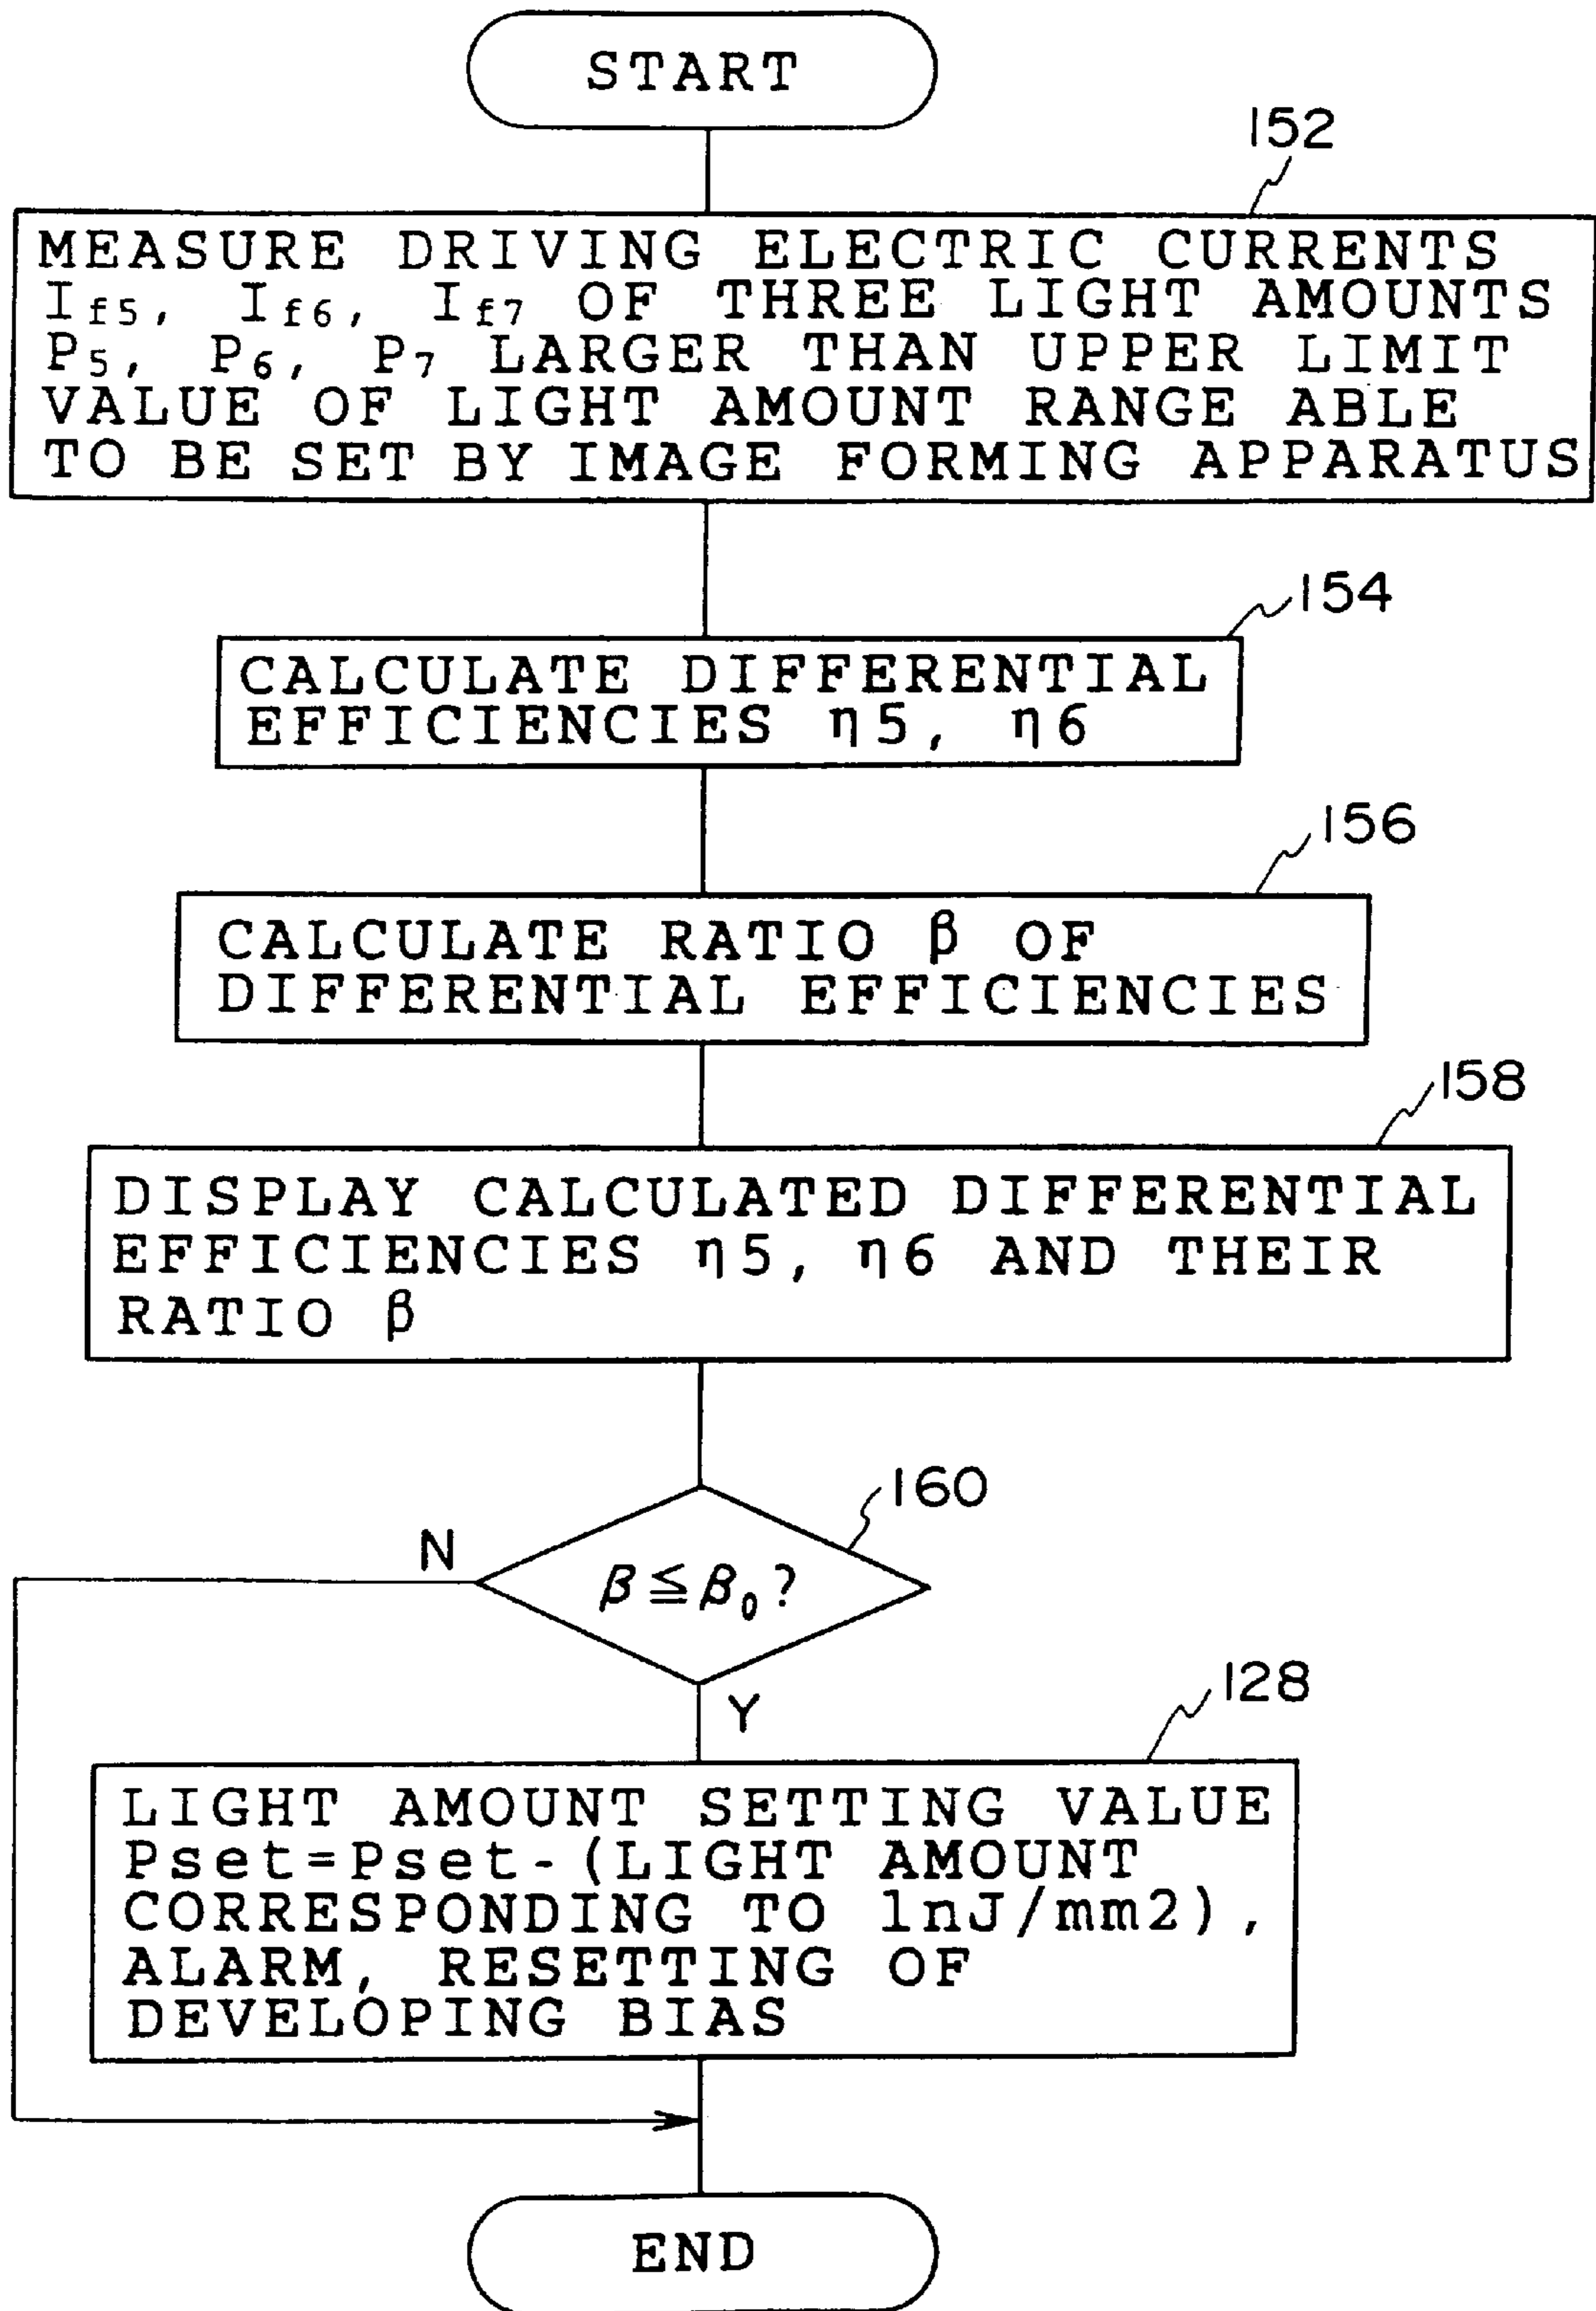 START
152
MEASURE DRIVING ELECTRIC CURRENTS
If5, If6, If7 OF THREE LIGHT AMOUNTS
P5, P6, P7 LARGER THAN UPPER LIMIT
VALUE OF LIGHT AMOUNT RANGE ABLE
TO BE SET BY IMAGE FORMING APPARATUS
154
CALCULATE DIFFERENTIAL
EFFICIENCIES η5, η6
156
CALCULATE RATIO β OF
DIFFERENTIAL EFFICIENCIES
158
DISPLAY CALCULATED DIFFERENTIAL
EFFICIENCIES η5, η6 AND THEIR
RATIO β
160
N
β≦β0?
Y
128
LIGHT AMOUNT SETTING VALUE
Pset=Pset-(LIGHT AMOUNT
CORRESPONDING TO 1nJ/mm2),
ALARM, RESETTING OF
DEVELOPING BIAS
END